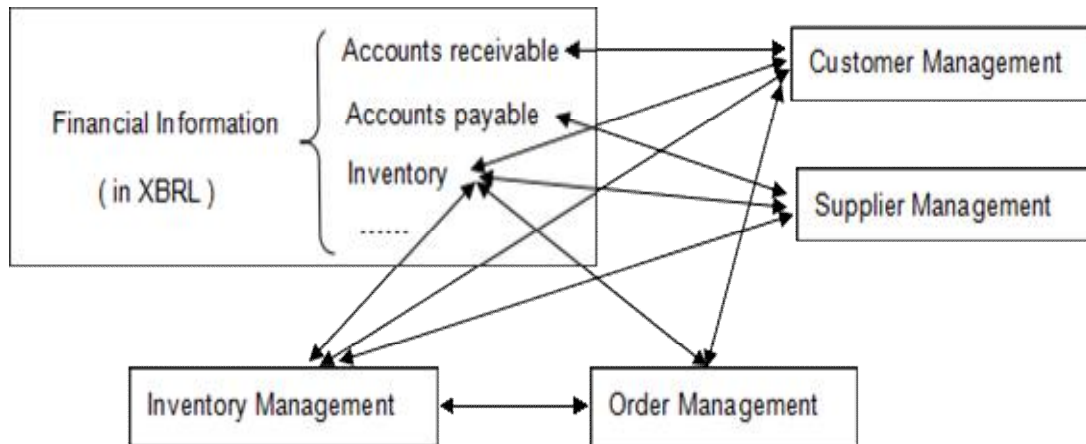 Accounts receivable
Customer Management
Financial Information
Accounts payable
( in XBRL )
Inventory
Supplier Management
------
Inventory Management
Order Management